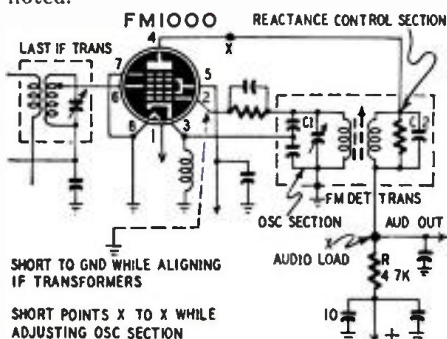 noted.
FM1000
REACTANCE CONTROL SECTION
LAST IF TRANS
4
X
7
5
6
2
8
1
3
C1
C2
FM DET TRANS
OSC SECTION
X
AUD OUT
AUDIO LOAD
R
4 7K
SHORT TO GND WHILE ALIGNING
IF TRANSFORMERS
SHORT POINTS X TO X WHILE
ADJUSTING OSC SECTION
10
+